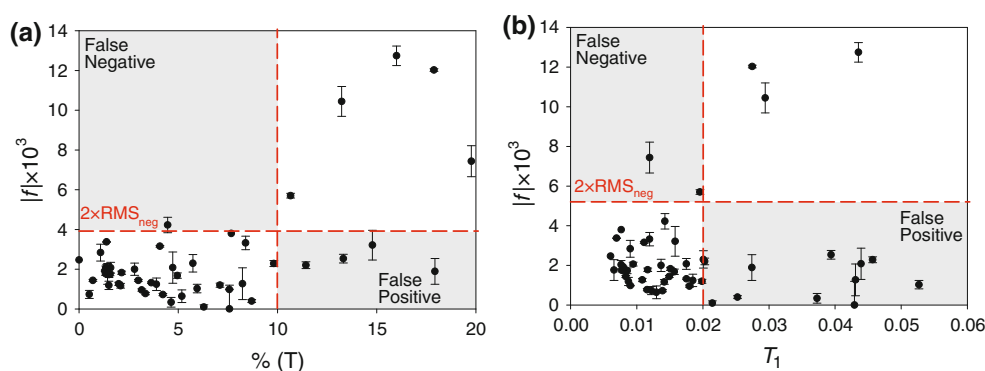 (a)
14
12
10
8
6
4
2
0
|f|×10³
False
Negative
2×RMSneg
False
Positive
0 5 10 15 20
% (T)
(b)
14
12
10
8
6
4
2
0
|f|×10³
False
Negative
2×RMSneg
False
Positive
0.00 0.01 0.02 0.03 0.04 0.05 0.06
T₁